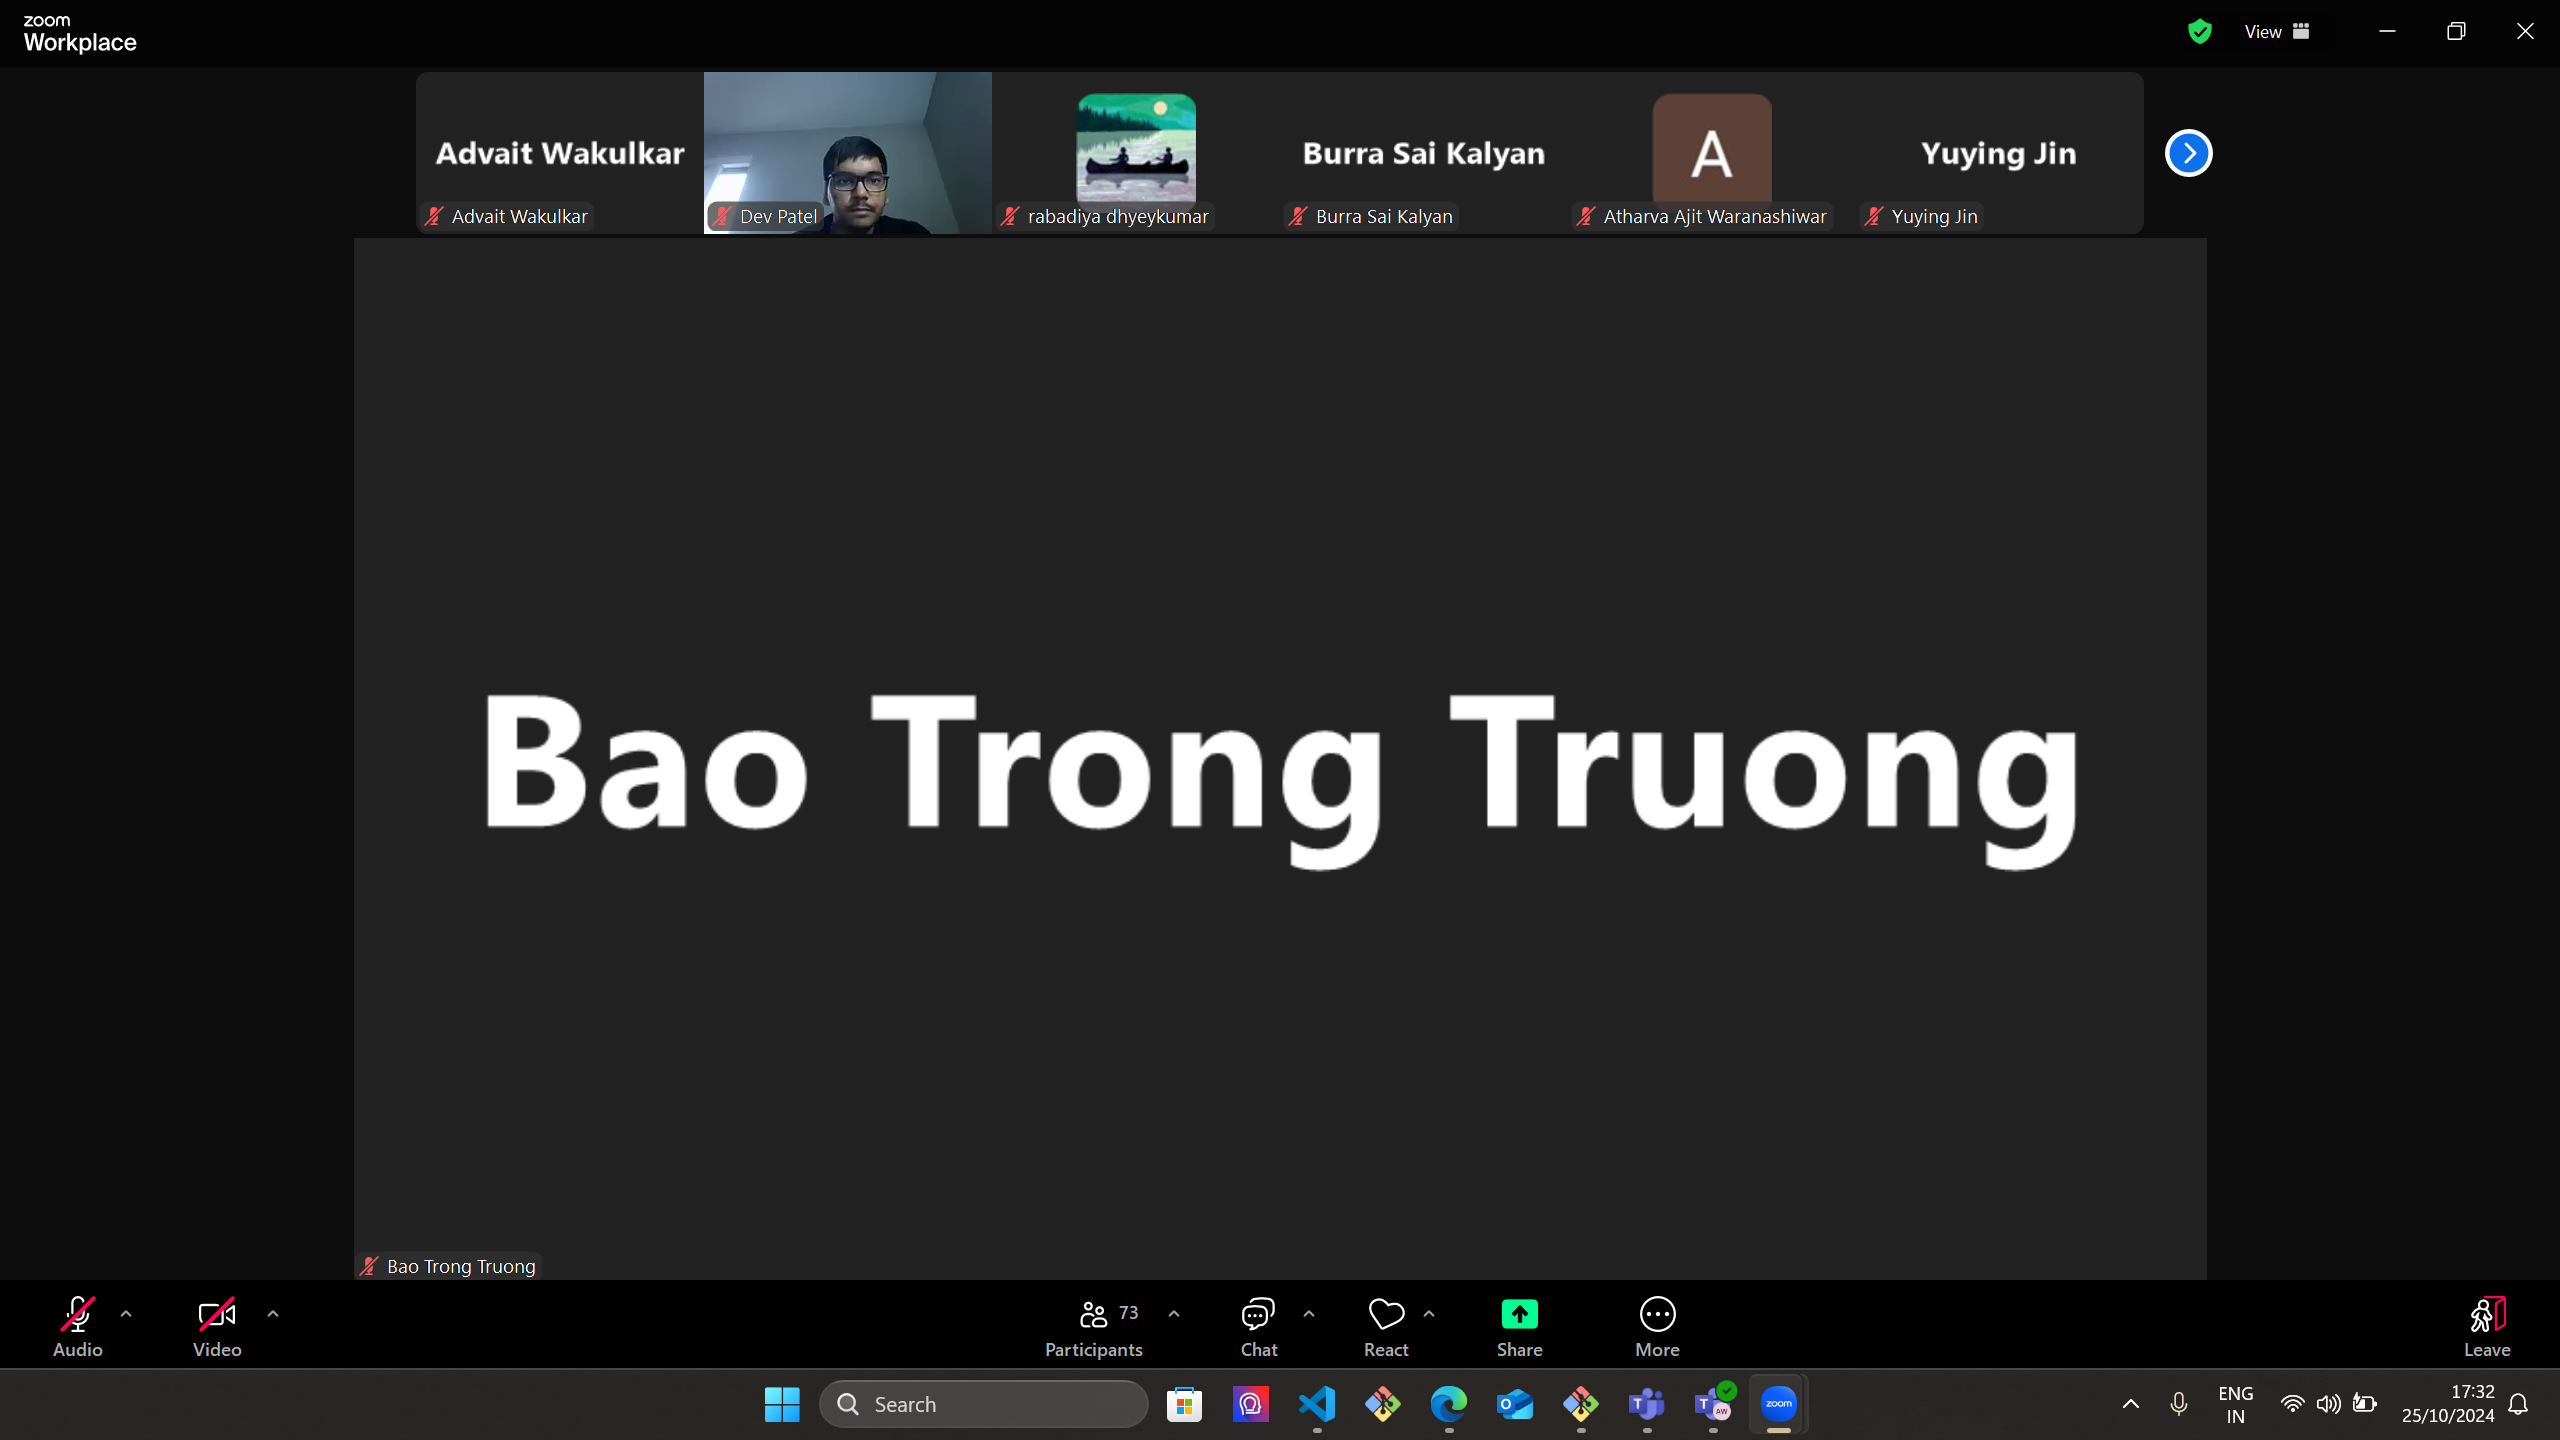 zoom
Workplace
View
Advait Wakulkar
Burra Sai Kalyan
A
Yuying Jin
Advait Wakulkar
Dev Patel
rabadiya dhyeykumar
Burra Sai Kalyan
Atharva Ajit Waranashiwar
Yuying Jin
Bao Trong Truong
Bao Trong Truong
Audio
Video
73
Participants
Chat
React
Share
More
Leave
Search
T
AW
zoom
ENG
IN
17:32
25/10/2024